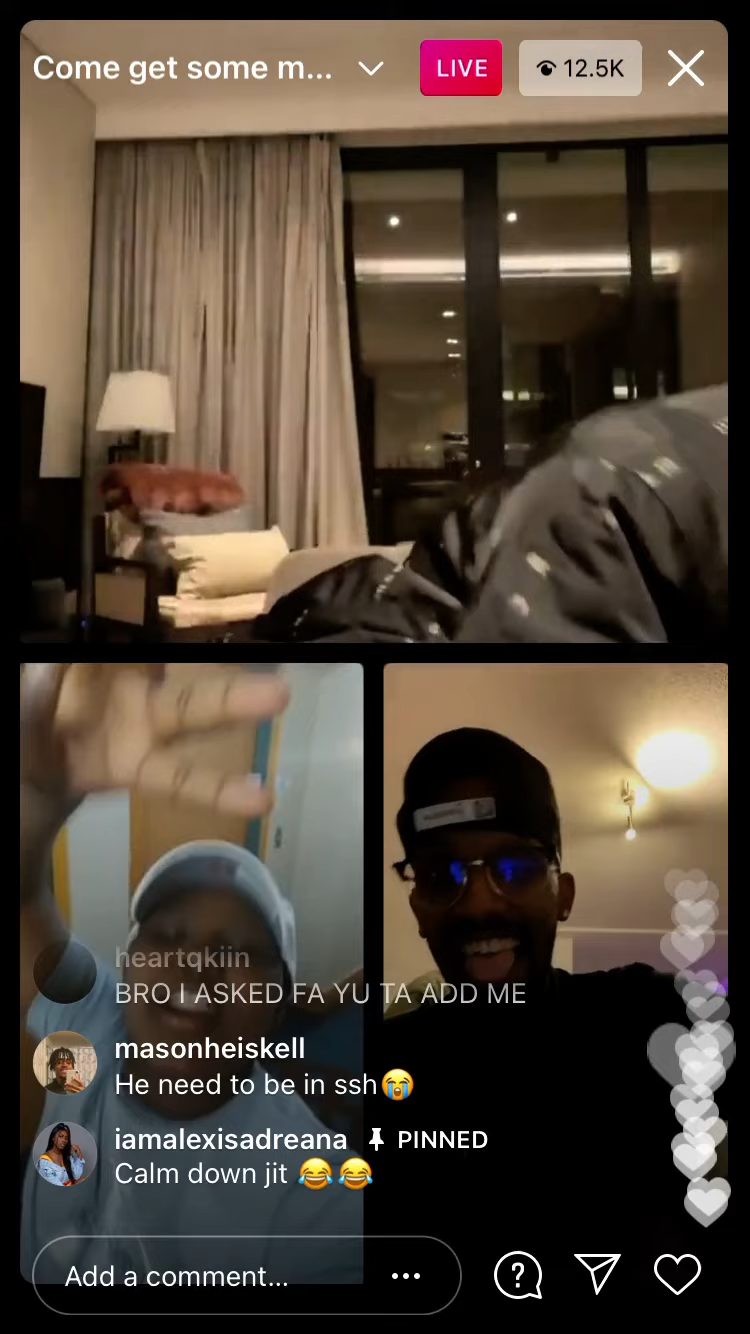 Come get some m...
LIVE
12.5K
heartqkiin
BRO I ASKED FA YU TA ADD ME
masonheiskell
He need to be in ssh😭
iamalexisadreana PINNED
Calm down jit 😂😂
Add a comment...